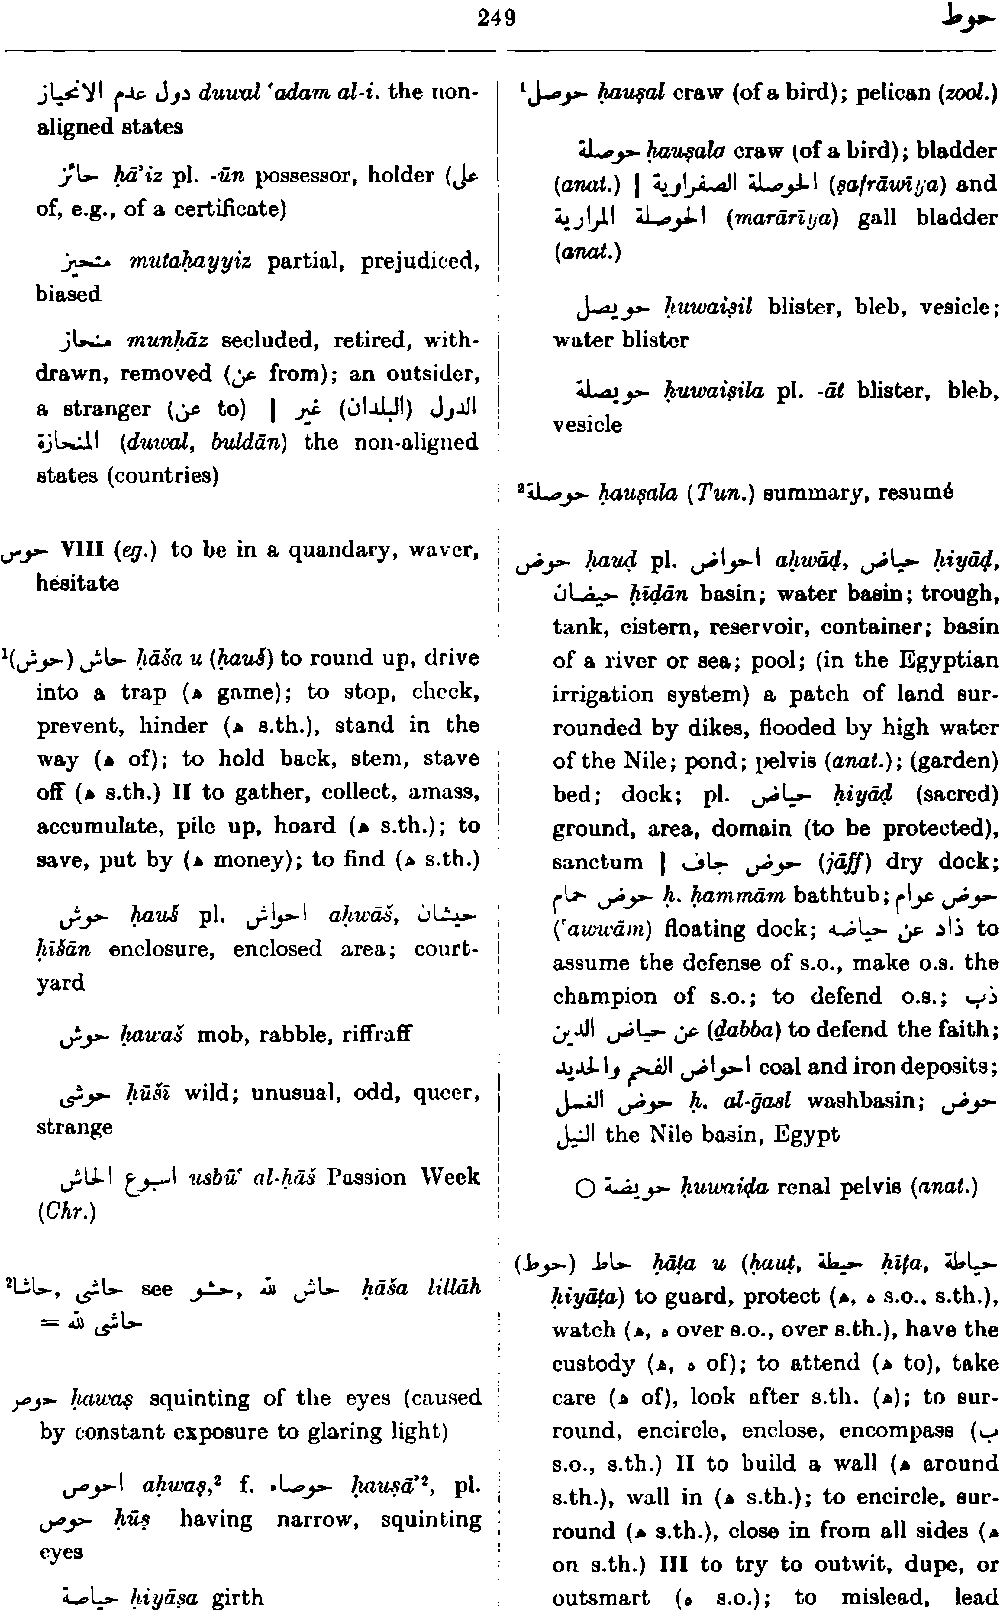 249
حوط
دول عدم الانحياز duwal ‘adam al-i. the non-
aligned states
حائز ḥā’iz pl. -ūn possessor, holder (على
of, e.g., of a certificate)
متحيز mutaḥayyiz partial, prejudiced,
biased
منحاز munḥāz secluded, retired, with-
drawn, removed (عن from); an outsider,
a stranger (عن to) | الدول (البلدان) غير
المنحازة (duwal, buldān) the non-aligned
states (countries)
حوس VIII (eg.) to be in a quandary, waver,
hesitate
¹(حوش) حاش ḥāša u (ḥauš) to round up, drive
into a trap (ه game); to stop, check,
prevent, hinder (ه s.th.), stand in the
way (ه of); to hold back, stem, stave
off (ه s.th.) II to gather, collect, amass,
accumulate, pile up, hoard (ه s.th.); to
save, put by (ه money); to find (ه s.th.)
حوش ḥauš pl. احواش aḥwāš, حيشان
ḥīšān enclosure, enclosed area; court-
yard
حوش ḥawaš mob, rabble, riffraff
حوشى ḥūšī wild; unusual, odd, queer,
strange
اسبوع الحاش usbū‘ al-ḥāš Passion Week
(Chr.)
²حاشا, حاشى see حشو, حاش لله ḥāša lillāh
= حاشى لله
حوص ḥawaṣ squinting of the eyes (caused
by constant exposure to glaring light)
احوص aḥwaṣ,² f. حوصاء ḥauṣā’², pl.
حوص ḥūṣ having narrow, squinting
eyes
حياصة ḥiyāṣa girth
¹حوصل ḥauṣal craw (of a bird); pelican (zool.)
حوصلة ḥauṣala craw (of a bird); bladder
(anat.) | الحوصلة الصفراوية (ṣafrāwīya) and
الحوصلة المرارية (marārīya) gall bladder
(anat.)
حويصل ḥuwaiṣil blister, bleb, vesicle;
water blister
حويصلة ḥuwaiṣila pl. -āt blister, bleb,
vesicle
²حوصلة ḥauṣala (Tun.) summary, resumé
حوض ḥauḍ pl. احواض aḥwāḍ, حياض ḥiyāḍ,
حيضان ḥīḍān basin; water basin; trough,
tank, cistern, reservoir, container; basin
of a river or sea; pool; (in the Egyptian
irrigation system) a patch of land sur-
rounded by dikes, flooded by high water
of the Nile; pond; pelvis (anat.); (garden)
bed; dock; pl. حياض ḥiyāḍ (sacred)
ground, area, domain (to be protected),
sanctum | حوض جاف (jāff) dry dock;
حوض حمام ḥ. ḥammām bathtub; حوض عوام
(‘awwām) floating dock; ذاد عن حياضه to
assume the defense of s.o., make o.s. the
champion of s.o.; to defend o.s.; ذب
عن حياض الدين (ḏabba) to defend the faith;
احواض الفحم والحديد coal and iron deposits;
حوض الغسل ḥ. al-ḡasl washbasin; حوض
النيل the Nile basin, Egypt
○ حويضة ḥuwaiḍa renal pelvis (anat.)
(حوط) حاط ḥāṭa u (ḥauṭ, حيطة ḥīṭa, حياطة
ḥiyāṭa) to guard, protect (ه, ه s.o., s.th.),
watch (ه, ه over s.o., over s.th.), have the
custody (ه, ه of); to attend (ه to), take
care (ه of), look after s.th. (ه); to sur-
round, encircle, enclose, encompass (ب
s.o., s.th.) II to build a wall (ه around
s.th.), wall in (ه s.th.); to encircle, sur-
round (ه s.th.), close in from all sides (ه
on s.th.) III to try to outwit, dupe, or
outsmart (ه s.o.); to mislead, lead